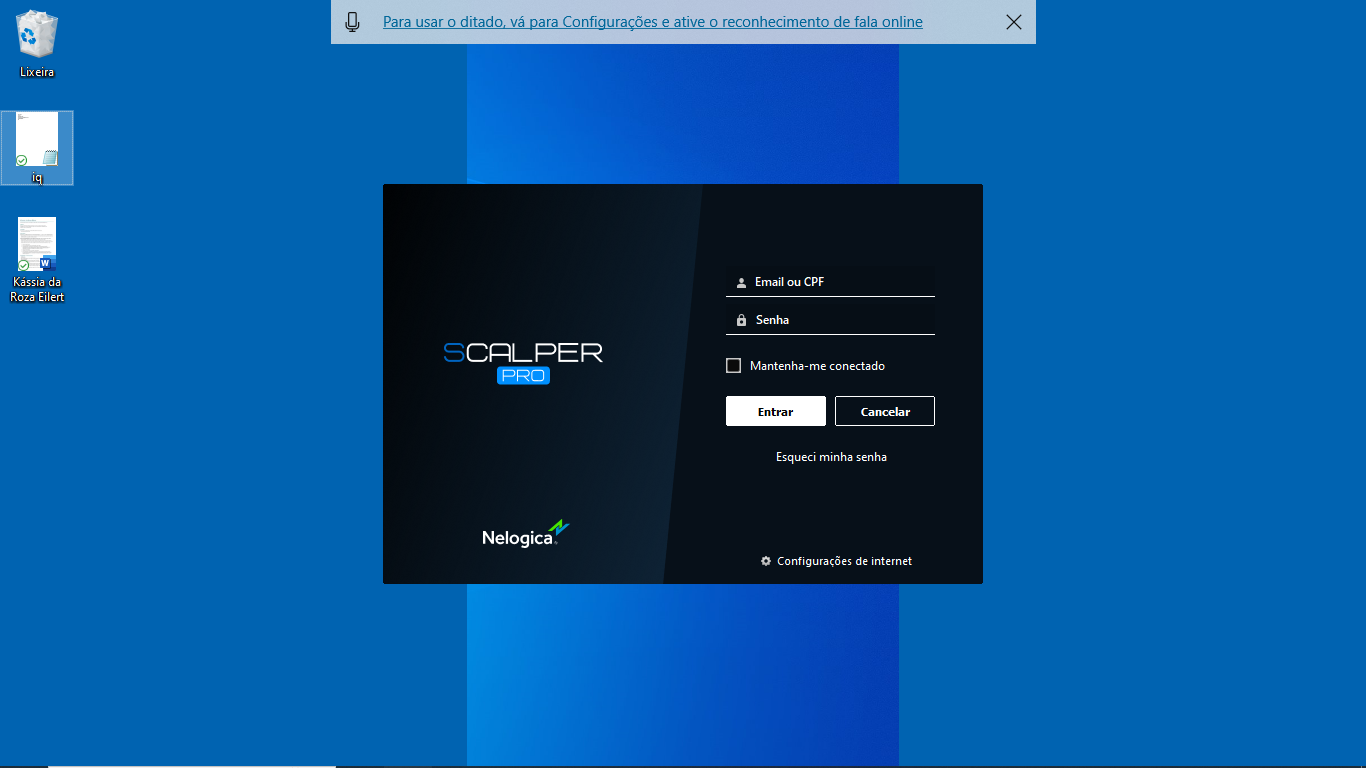 Para usar o ditado, vá para Configurações e ative o reconhecimento de fala online
Lixeira
iq
Kássia da
Roza Eilert
SCALPER
PRO
Nelogica
Email ou CPF
Senha
Mantenha-me conectado
Entrar
Cancelar
Esqueci minha senha
Configurações de internet